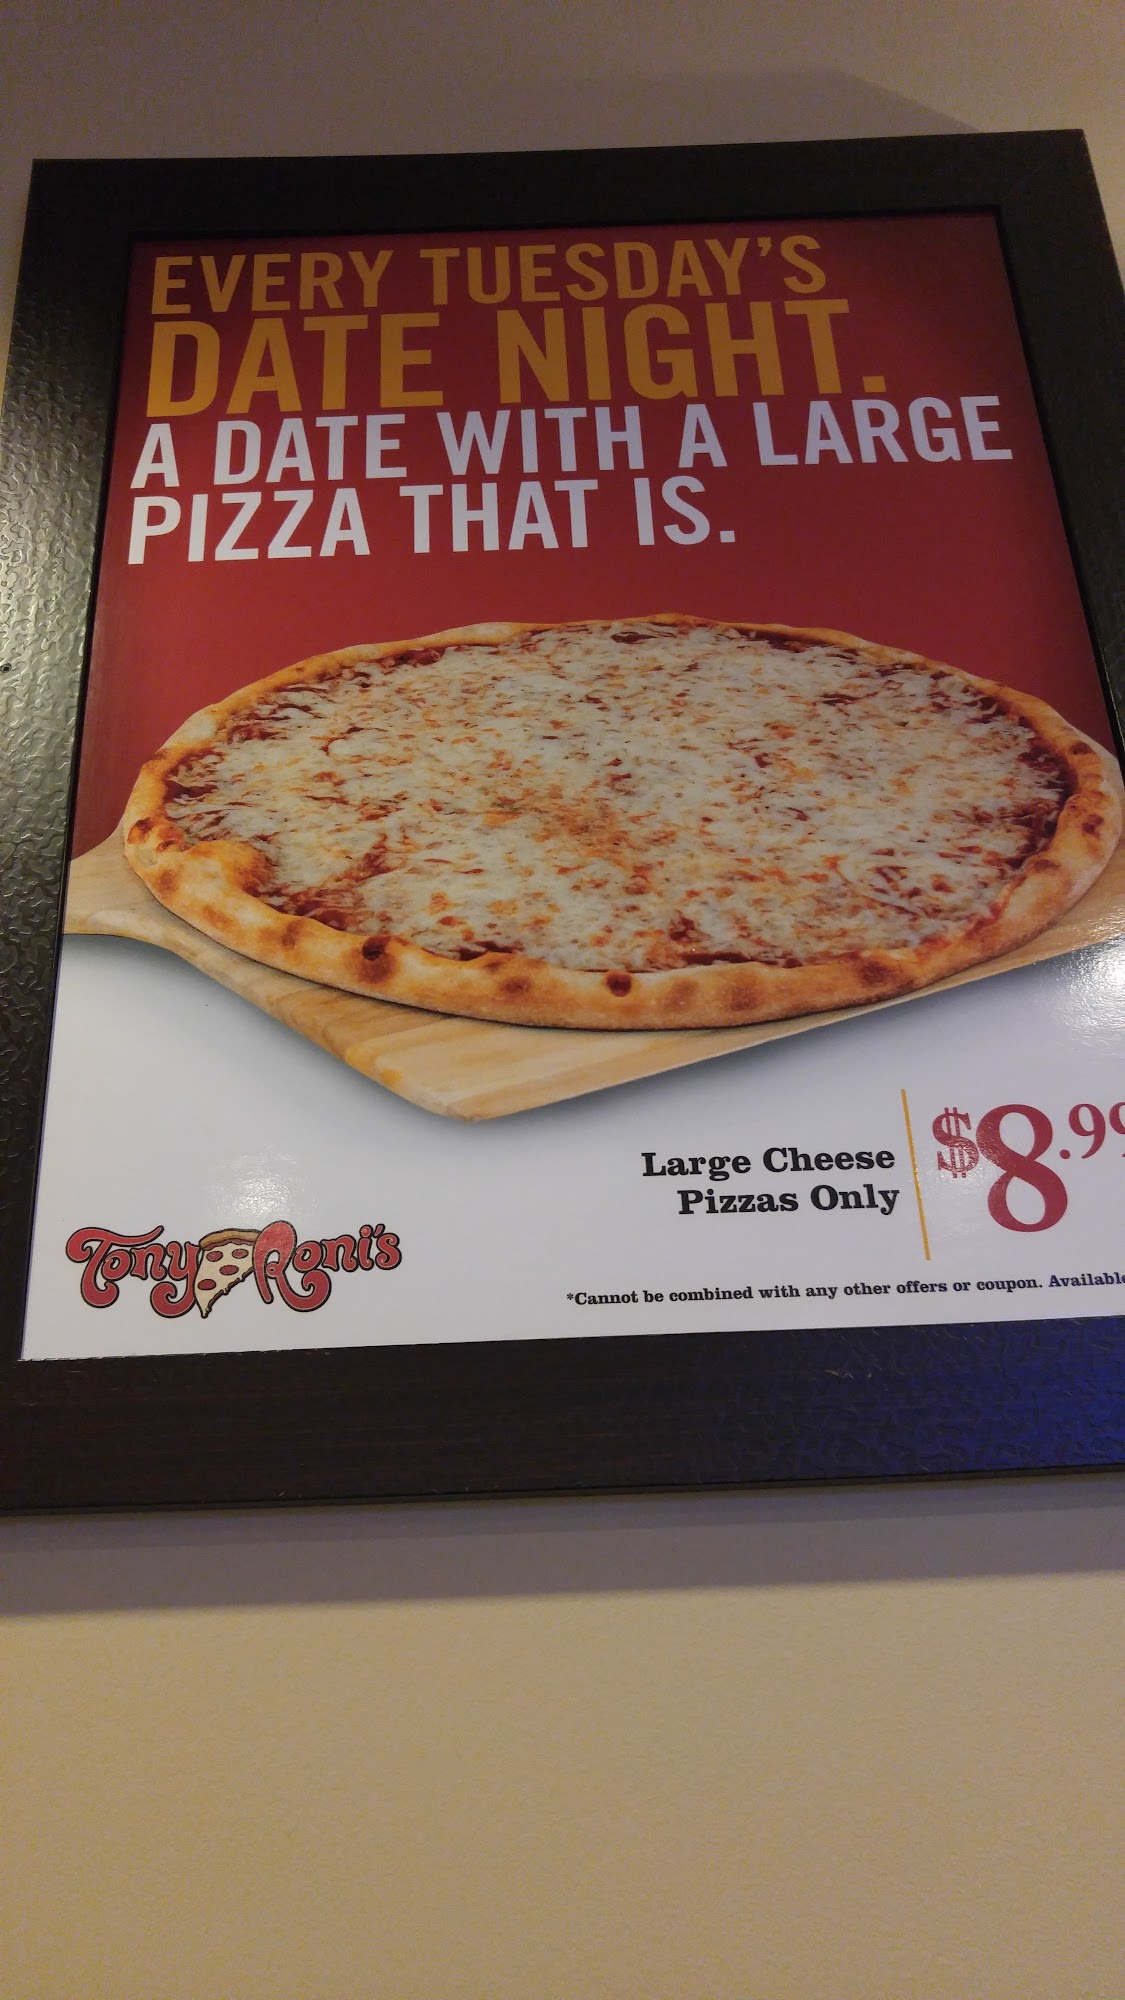 EVERY TUESDAY'S
DATE NIGHT.
A DATE WITH A LARGE
PIZZA THAT IS.
Large Cheese
Pizzas Only
$8.99
Tony Roni's
*Cannot be combined with any other offers or coupon. Available